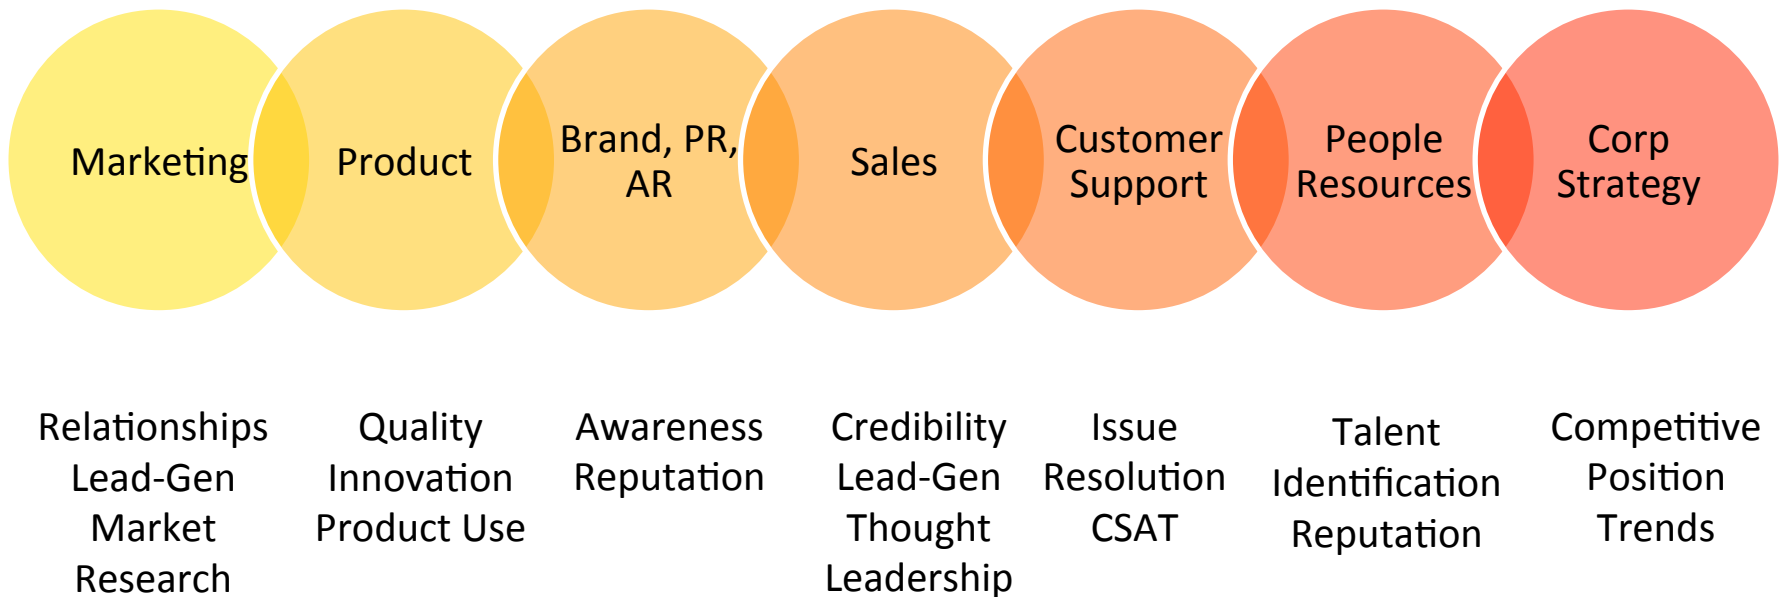 Marketing
Product
Brand, PR,
AR
Sales
Customer
Support
People
Resources
Corp
Strategy
Relationships
Lead-Gen
Market
Research
Quality
Innovation
Product Use
Awareness
Reputation
Credibility
Lead-Gen
Thought
Leadership
Issue
Resolution
CSAT
Talent
Identification
Reputation
Competitive
Position
Trends